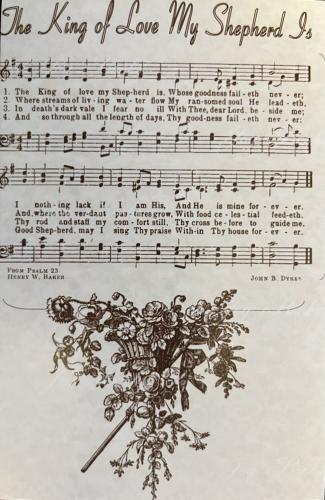 The King of Love My Shepherd Is
1. The King of love my Shep-herd is, Whose goodness fail-eth nev-er;
2. Where streams of liv-ing wa-ter flow My ran-somed soul He lead-eth,
3. In death's dark vale I fear no ill With Thee, dear Lord, be-side me;
4. And so through all the length of days, Thy good-ness fail-eth nev-er:
I noth-ing lack if I am His, And He is mine for-ev-er.
And, where the ver-dant pas-tures grow, With food ce-les-tial feed-eth.
Thy rod and staff my com-fort still, Thy cross be-fore to guide me.
Good Shep-herd, may I sing Thy praise With-in Thy house for-ev-er.
From Psalm 23
Henry W. Baker
John B. Dykes